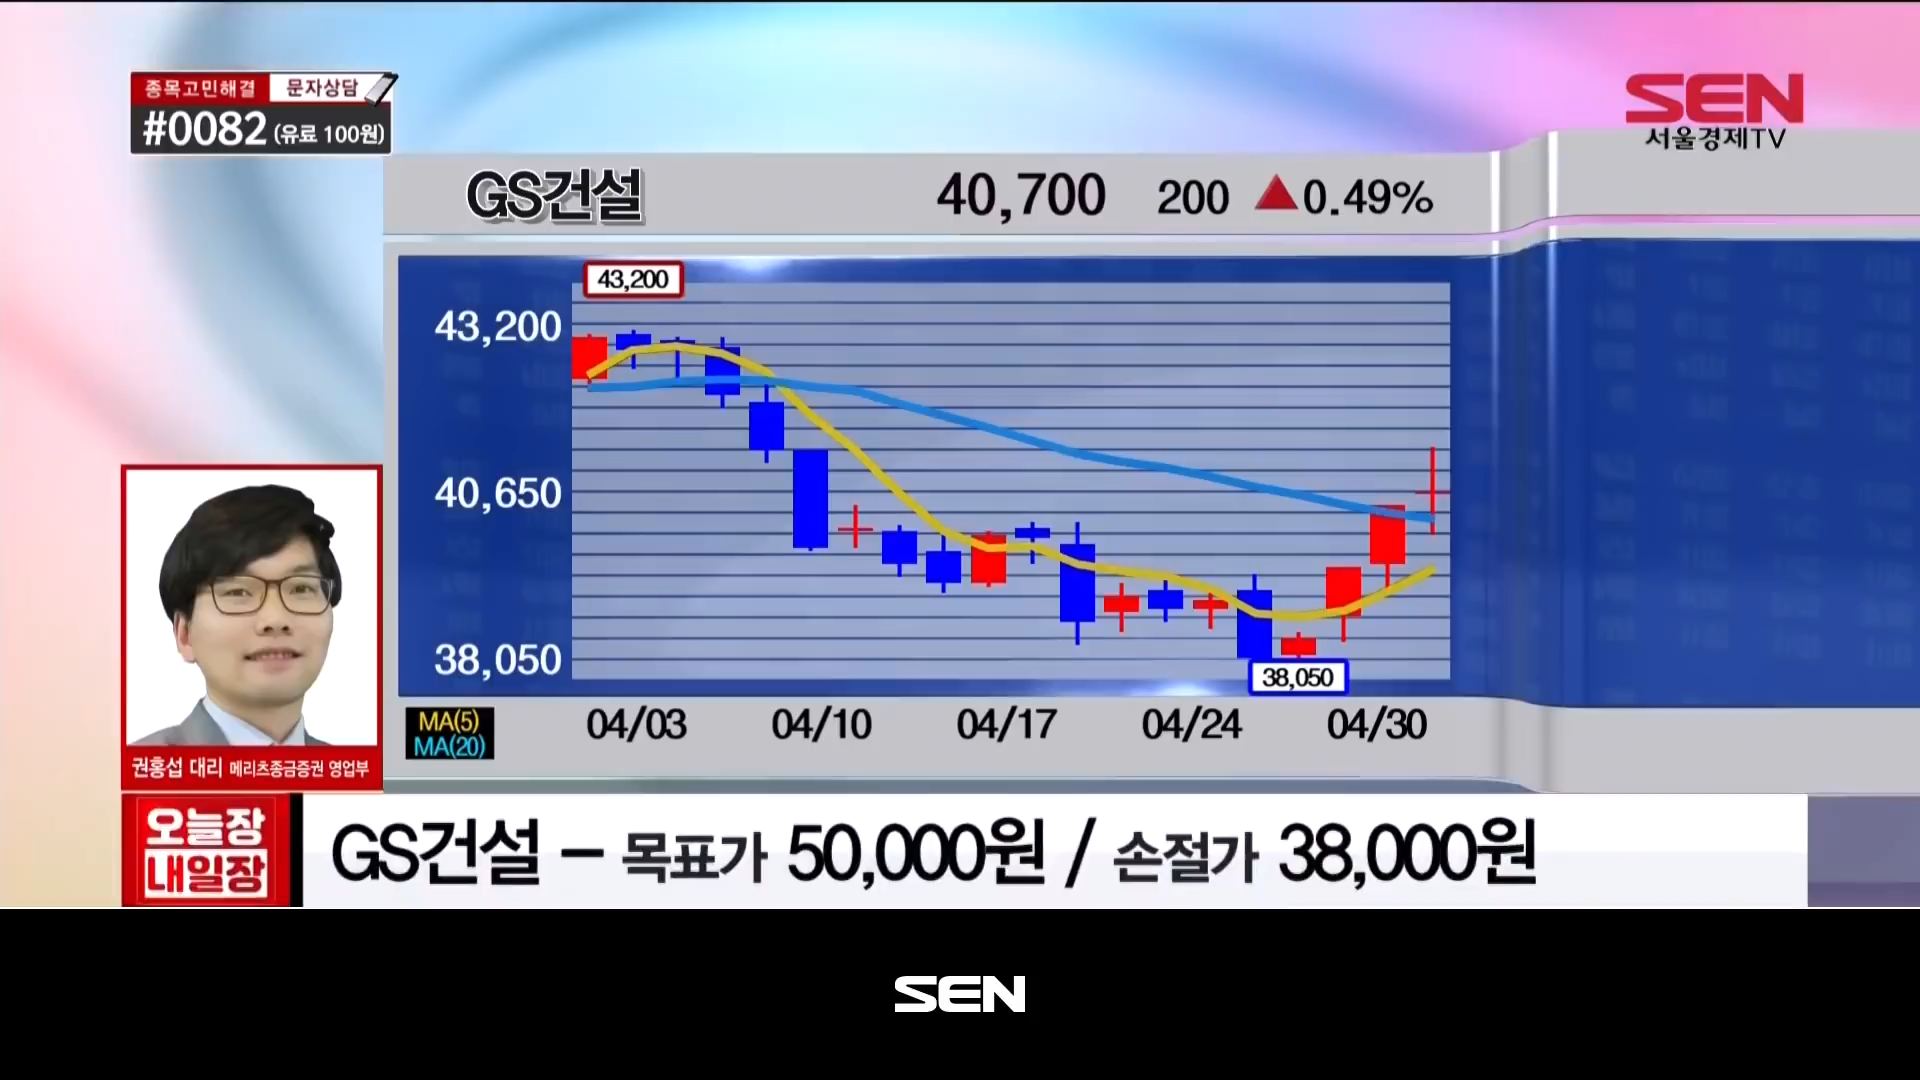 종목고민해결 문자상담
#0082 (유료 100원)
SEN
서울경제TV
GS건설 40,700 200 ▲0.49%
43,200
43,200
40,650
38,050
38,050
MA(5)
MA(20)
04/03 04/10 04/17 04/24 04/30
권홍섭 대리 메리츠종금증권 영업부
오늘장
내일장
GS건설 – 목표가 50,000원 / 손절가 38,000원
SEN